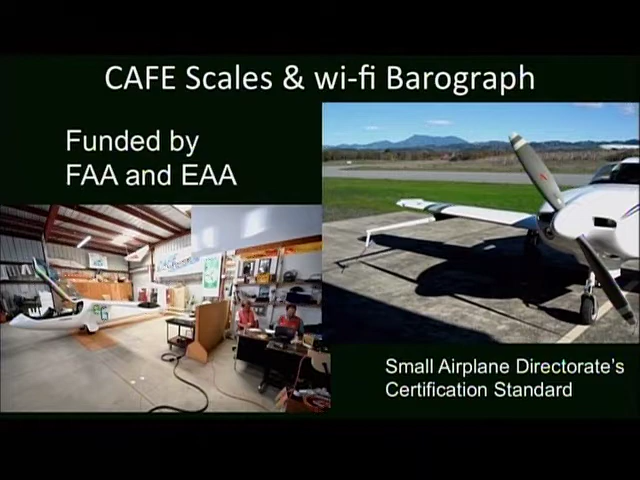 CAFE Scales & wi-fi Barograph
Funded by
FAA and EAA
Small Airplane Directorate's
Certification Standard